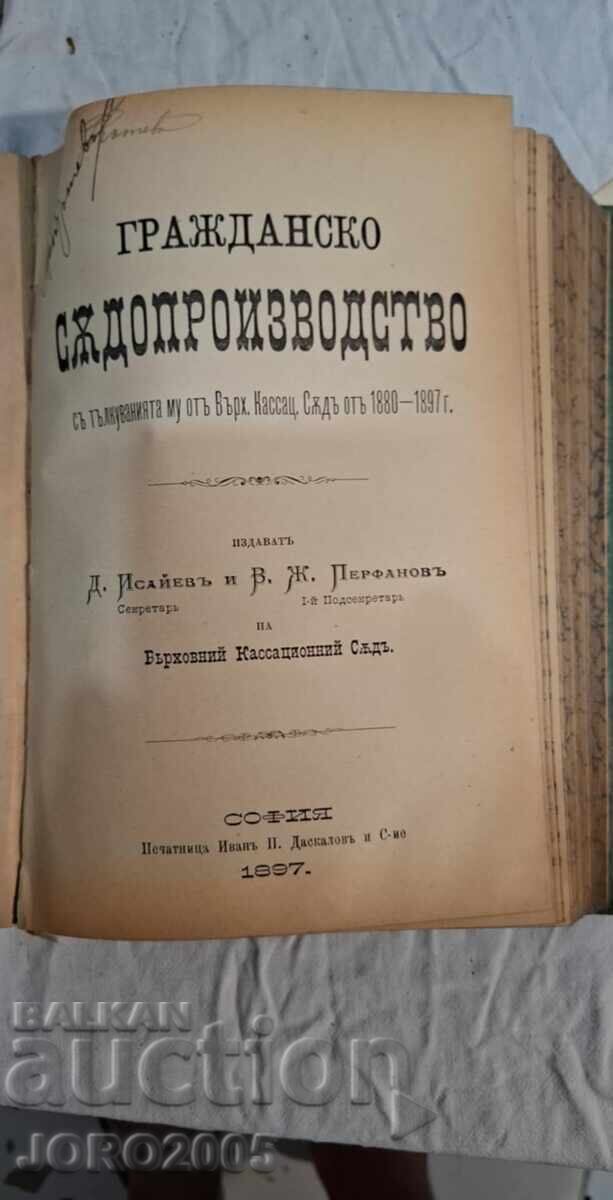 ГРАЖДАНСКО
СѪДОПРОИЗВОДСТВО
съ тълкуванията му отъ Върх. Кассац. Сѫдъ отъ 1880—1897 г.
ИЗДАВАТЪ
Д. Исайевъ и В. Ж. Перфановъ
Секретарь I-й Подсекретарь
НА
Върховний Кассационний Сѫдъ.
СОФИЯ
Печатница Иванъ П. Даскаловъ и С-ие
1897.
BALKAN
auction
JORO2005